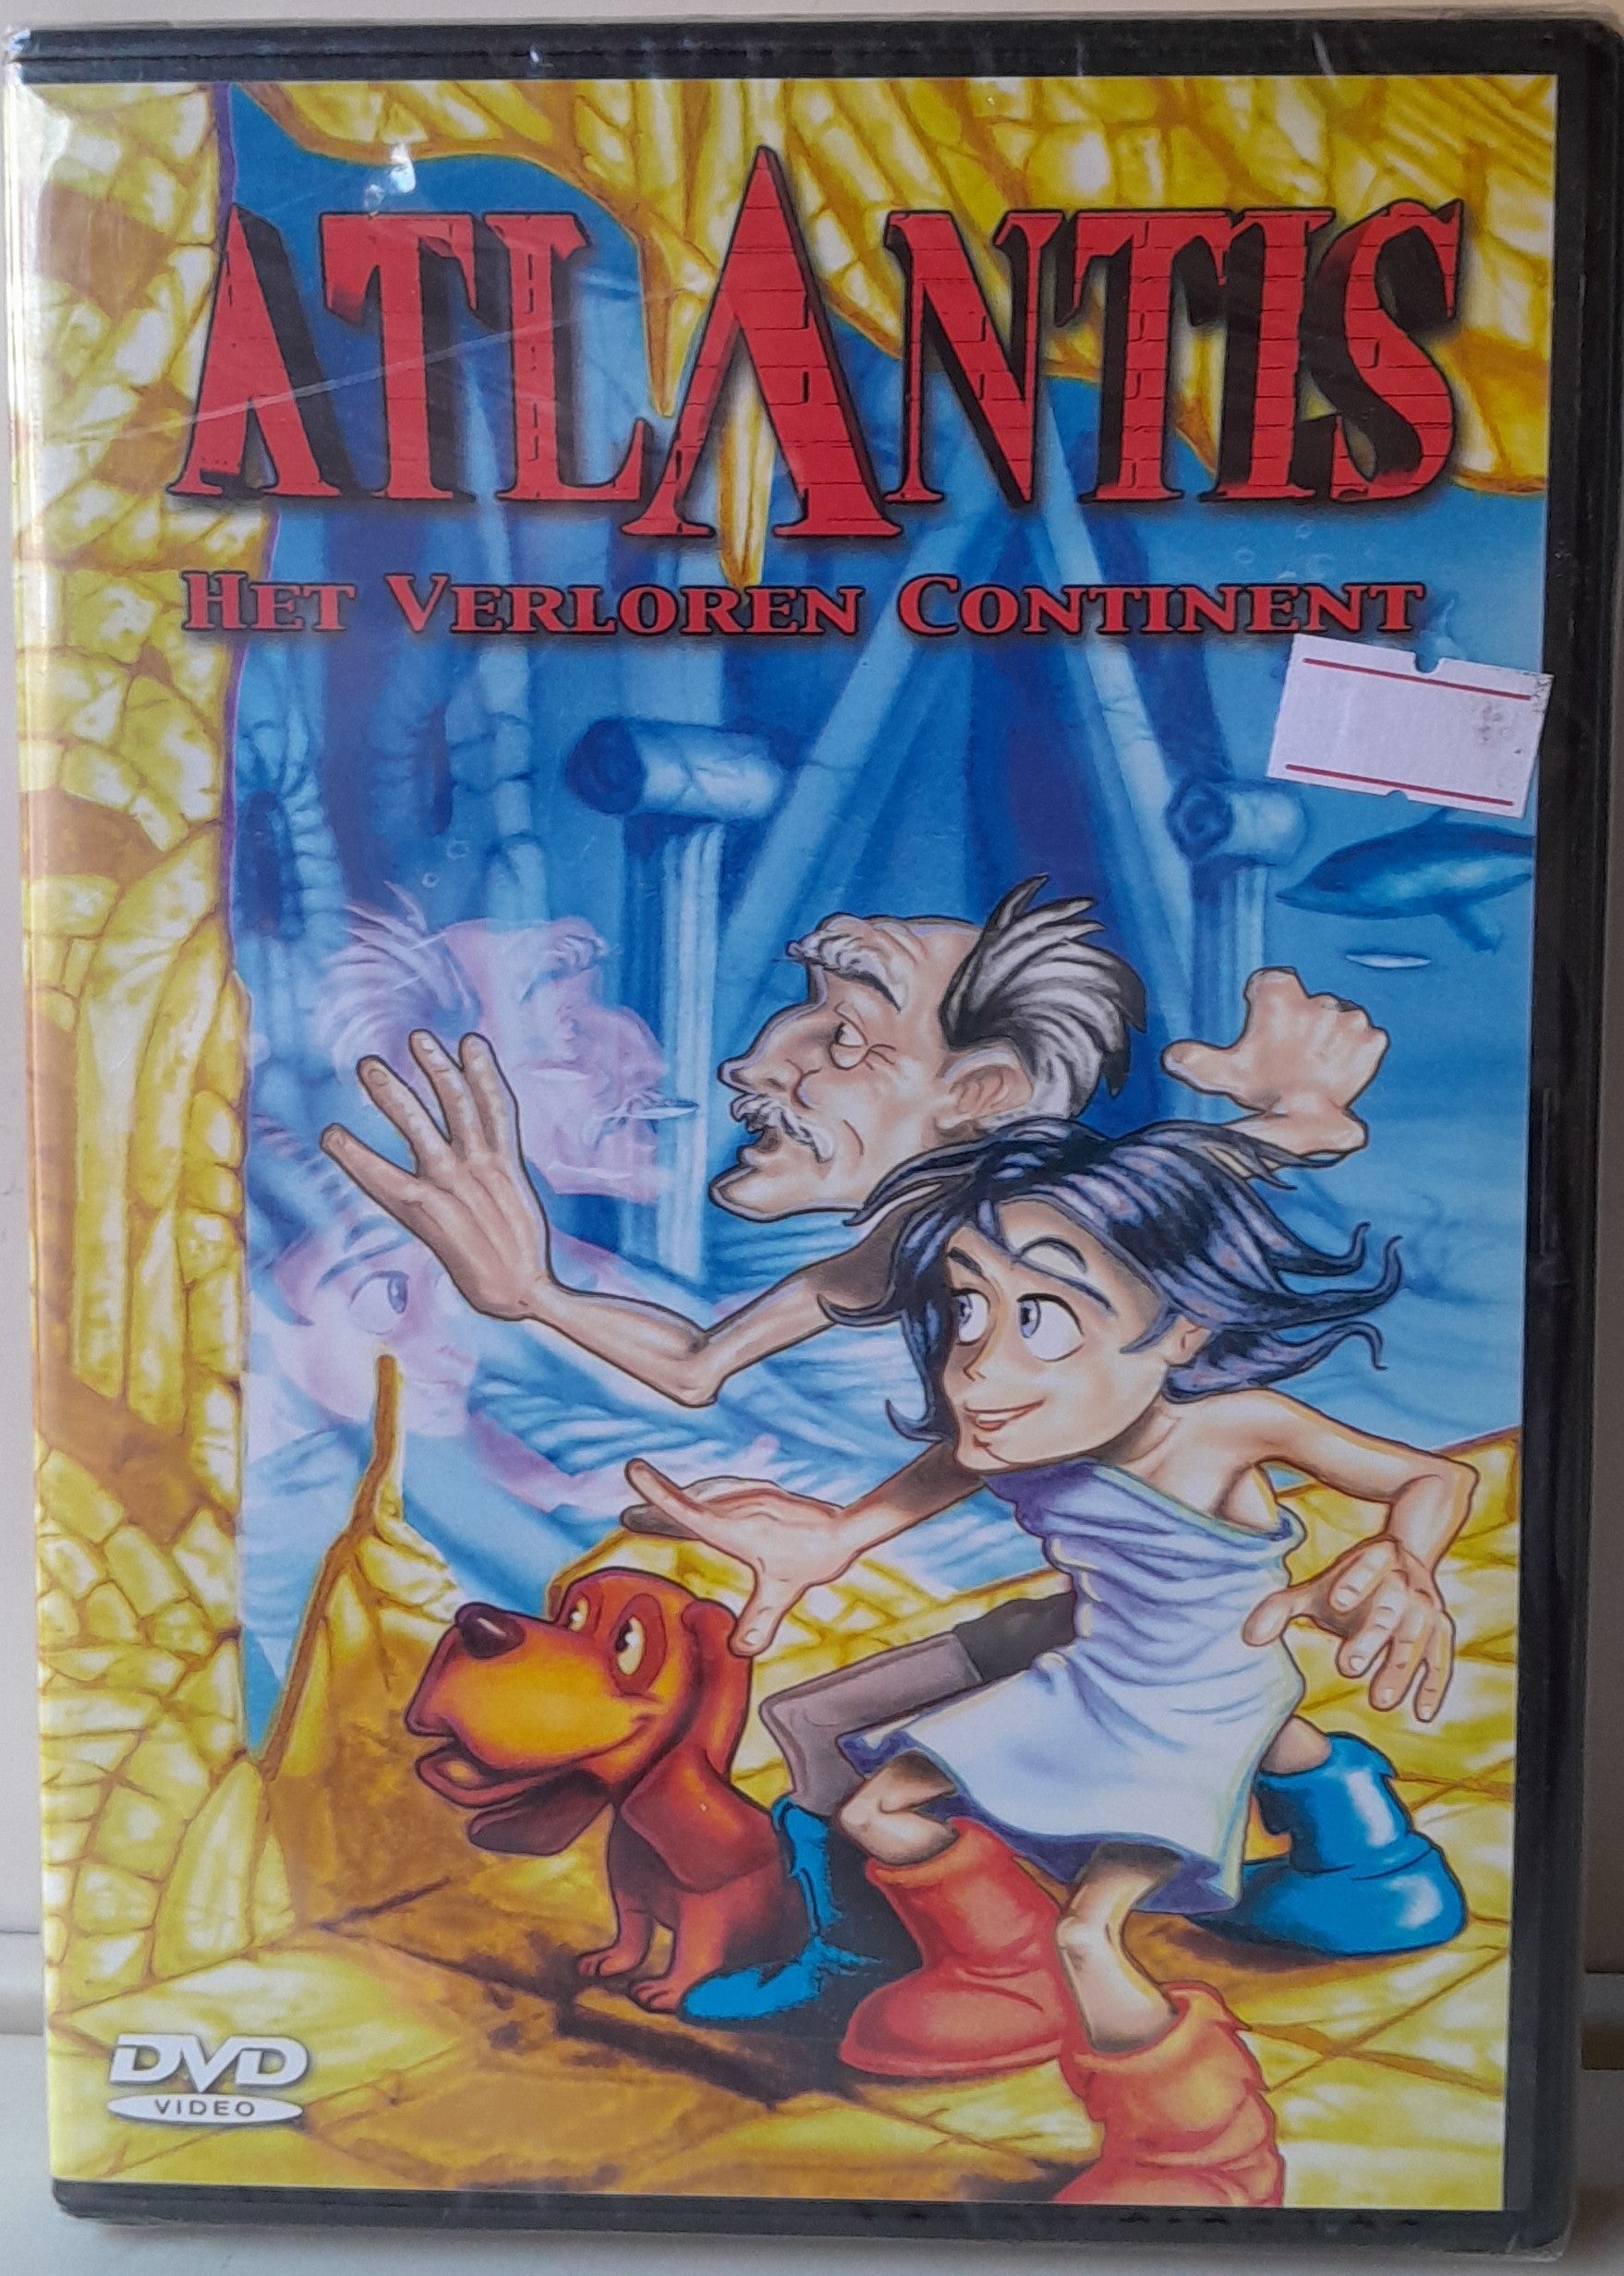 ATLANTIS
HET VERLOREN CONTINENT
DVD
VIDEO